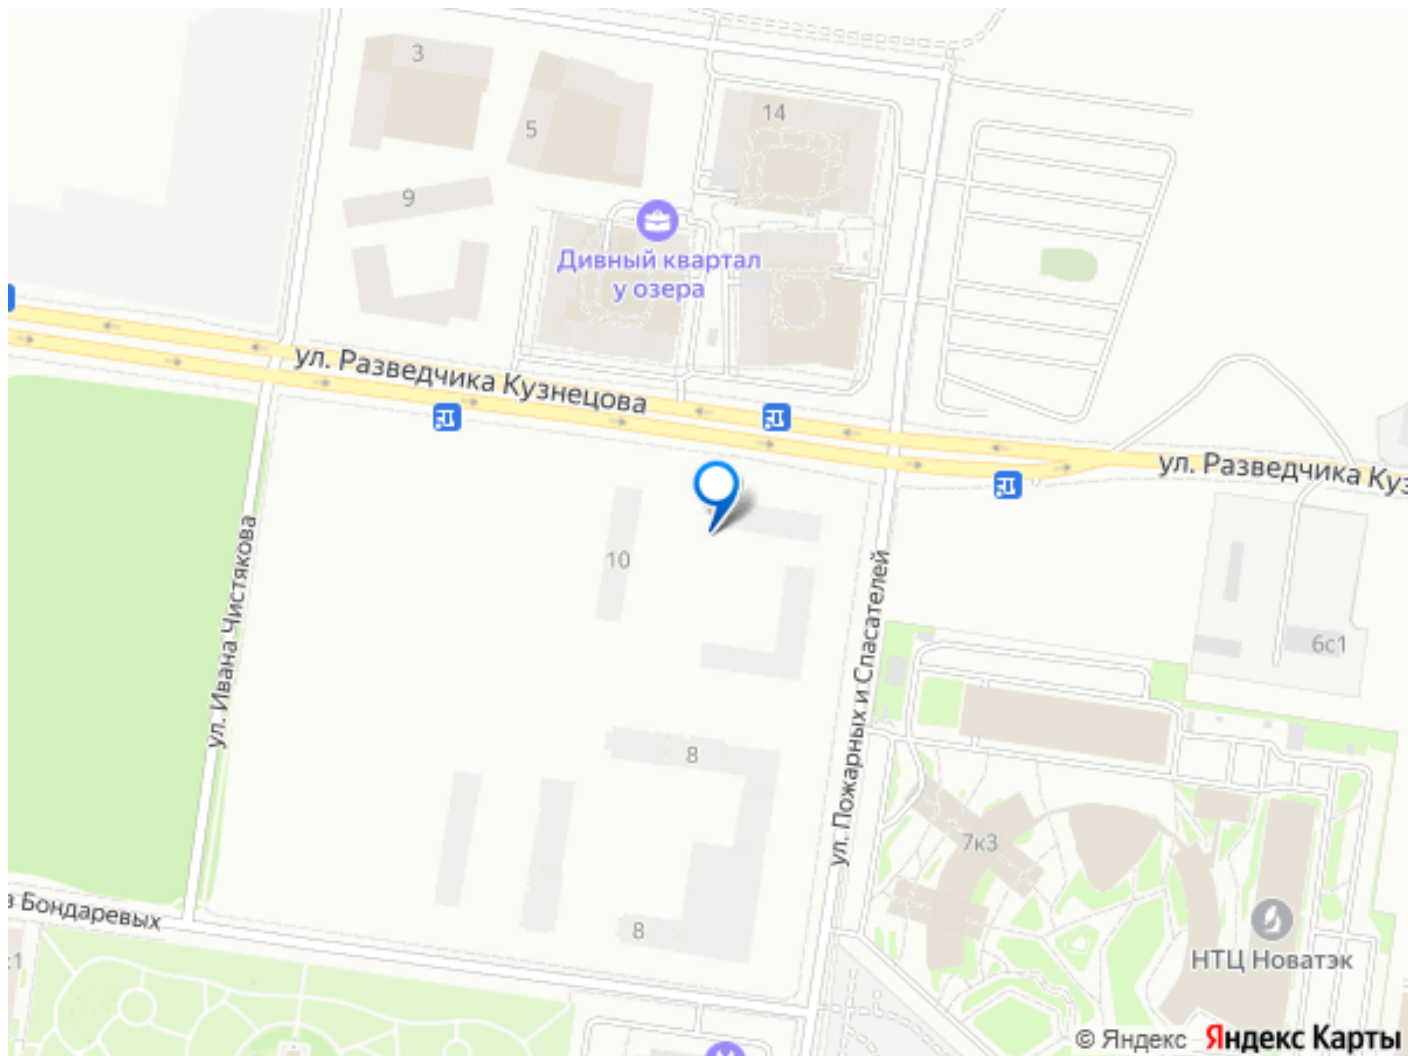 3
14
5
9
Дивный квартал
у озера
ул. Разведчика Кузнецова
ул. Разведчика Куз
10
ул. Ивана Чистякова
ул. Пожарных и Спасателей
6с1
8
7к3
Бондаревых
8
НТЦ Новатэк
© Яндекс Яндекс Карты